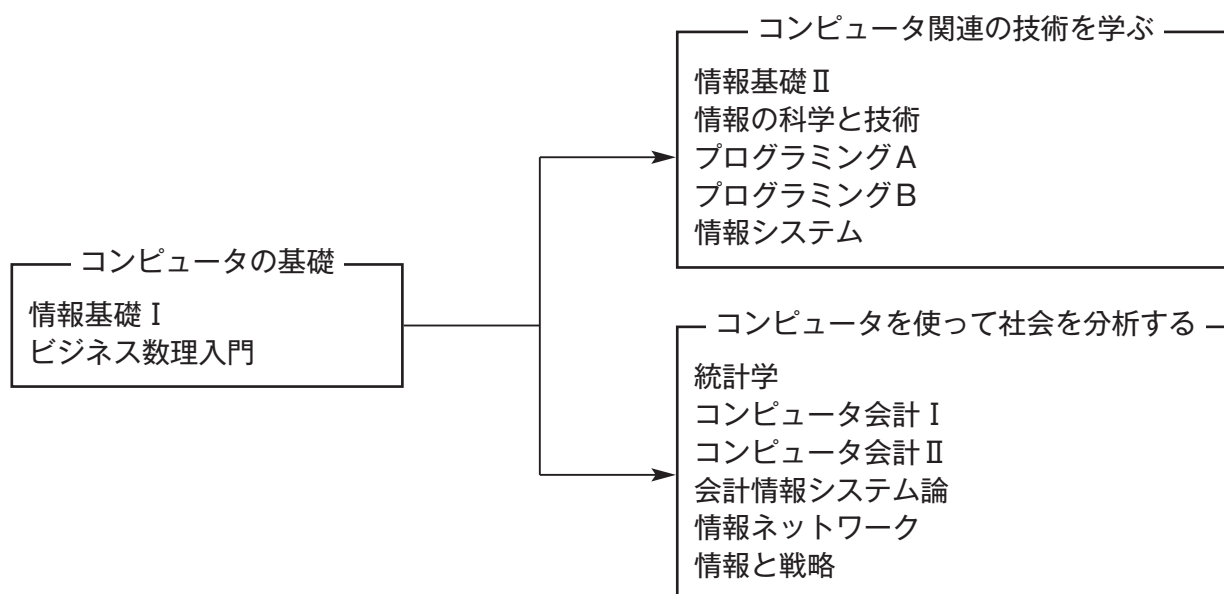 コンピュータの基礎
情報基礎Ⅰ
ビジネス数理入門
コンピュータ関連の技術を学ぶ
情報基礎Ⅱ
情報の科学と技術
プログラミングA
プログラミングB
情報システム
コンピュータを使って社会を分析する
統計学
コンピュータ会計Ⅰ
コンピュータ会計Ⅱ
会計情報システム論
情報ネットワーク
情報と戦略